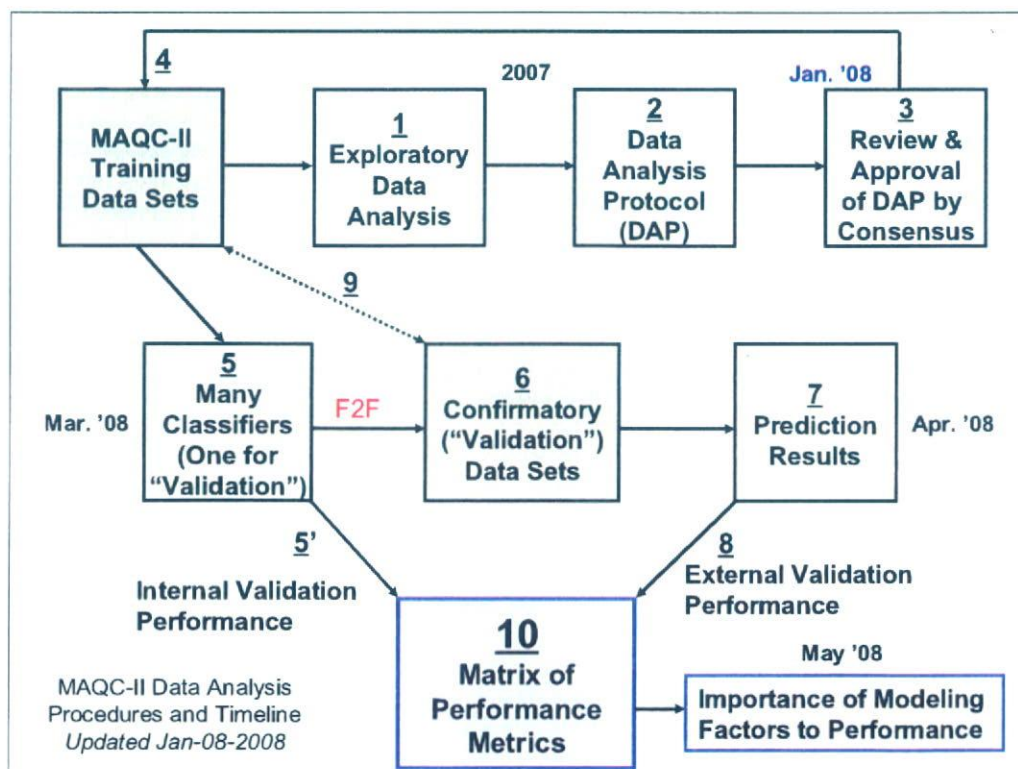 4
2007
Jan. '08
MAQC-II
Training
Data Sets
1
Exploratory
Data
Analysis
2
Data
Analysis
Protocol
(DAP)
3
Review &
Approval
of DAP by
Consensus
9
Mar. '08
5
Many
Classifiers
(One for
“Validation”)
F2F
6
Confirmatory
(“Validation”)
Data Sets
7
Prediction
Results
Apr. '08
5'
Internal Validation
Performance
8
External Validation
Performance
10
Matrix of
Performance
Metrics
May '08
Importance of Modeling
Factors to Performance
MAQC-II Data Analysis
Procedures and Timeline
Updated Jan-08-2008